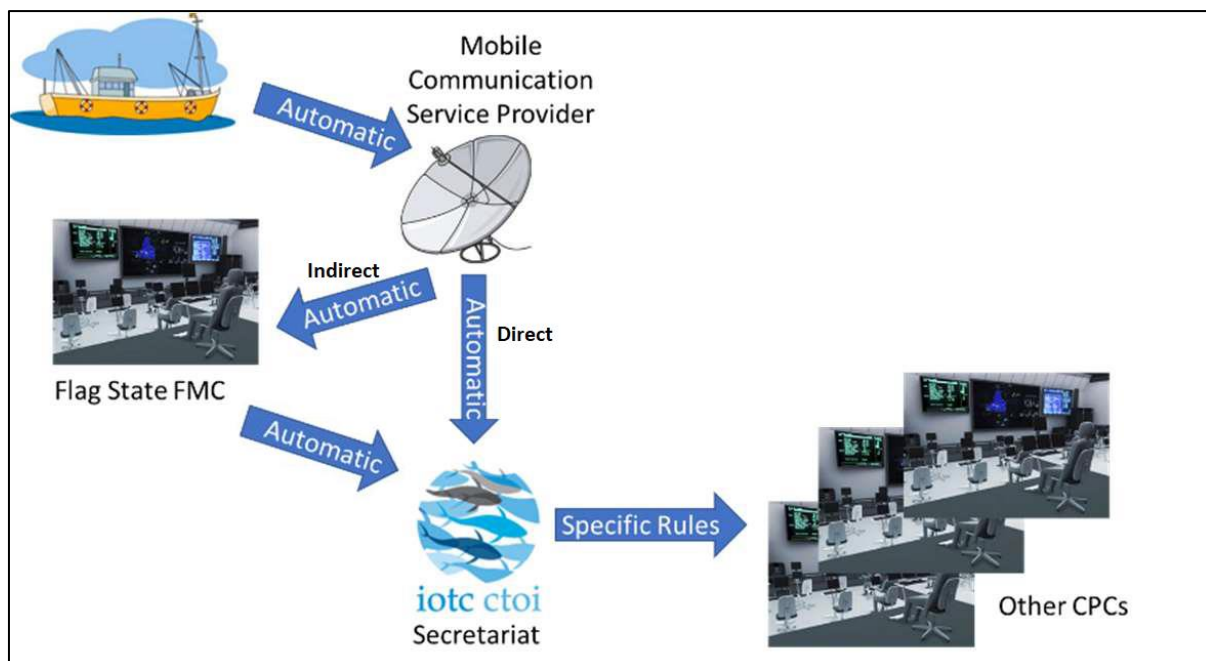 Mobile
Communication
Service Provider
Automatic
Indirect
Automatic
Automatic
Direct
Flag State FMC
Automatic
iotc ctoi
Secretariat
Specific Rules
Other CPCs